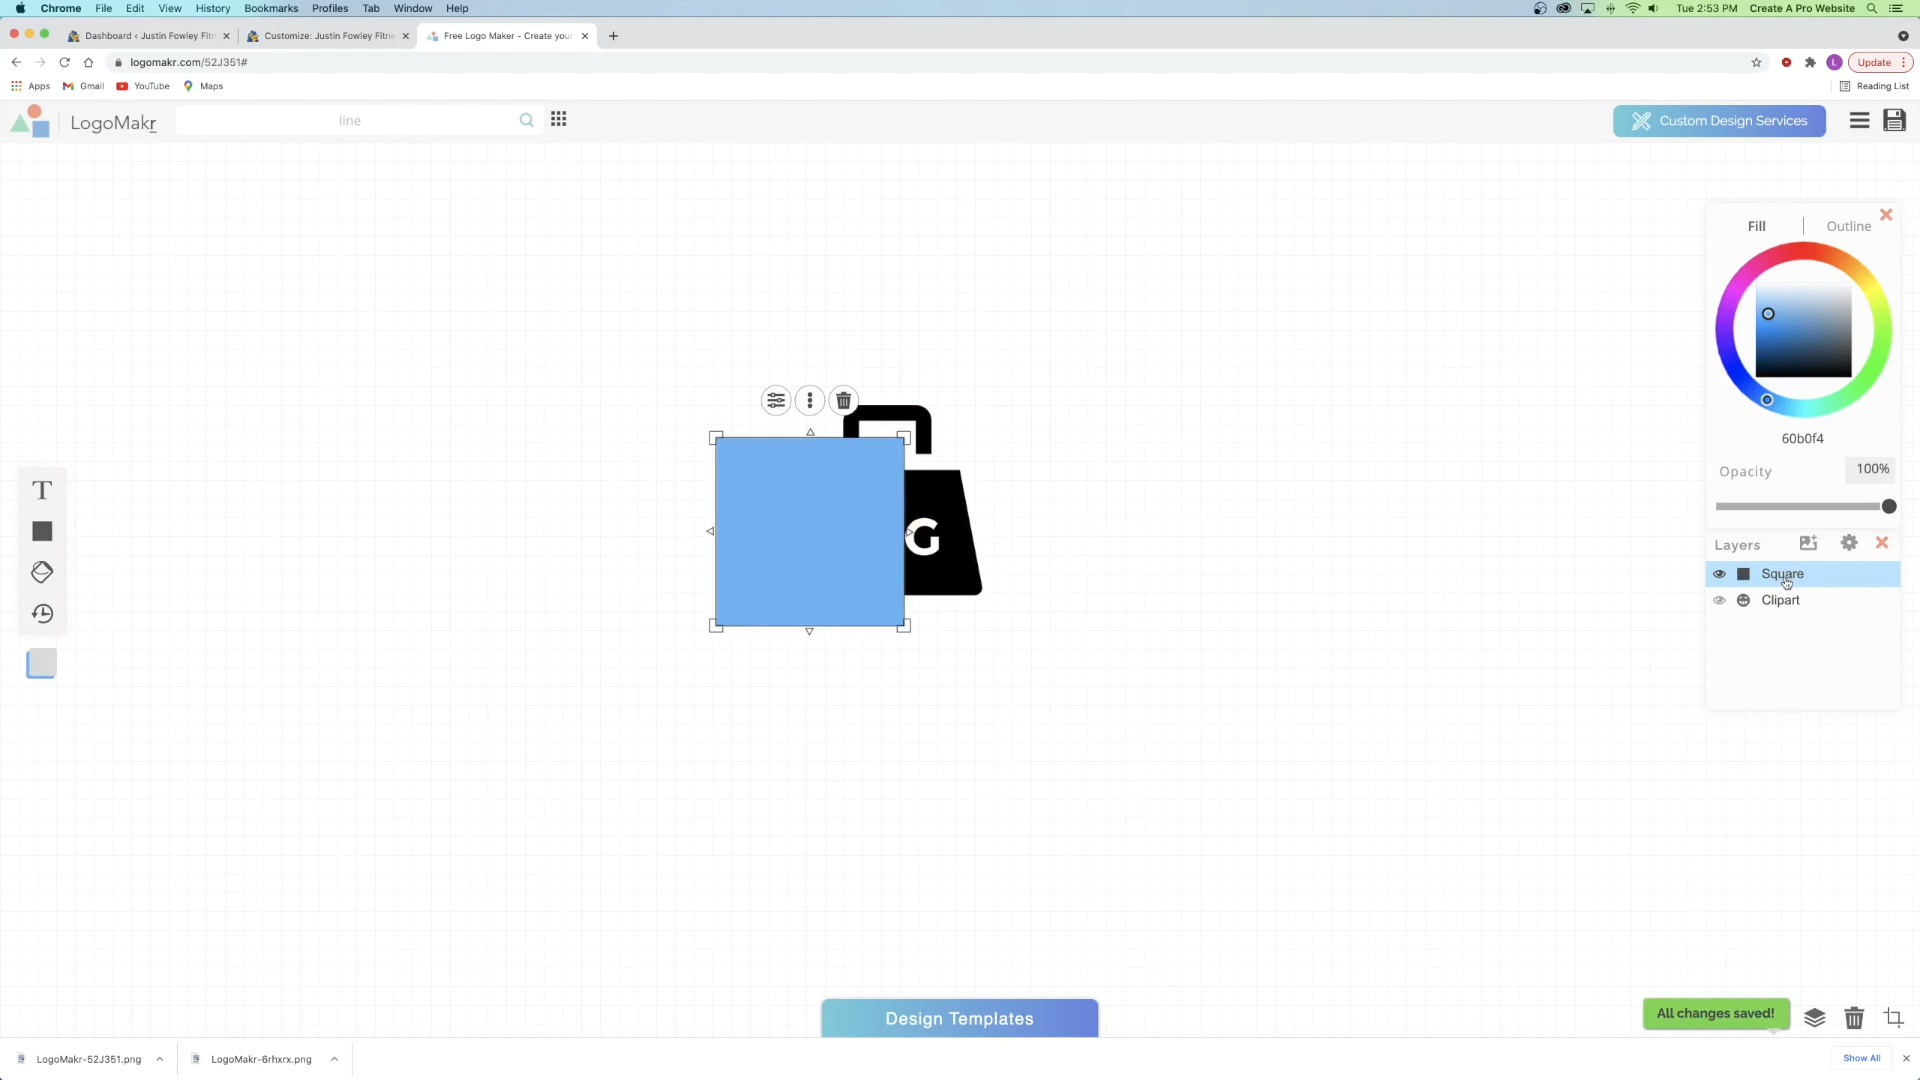 Chrome File Edit View History Bookmarks Profiles Tab Window Help Tue 2:53 PM Create A Pro Website
Dashboard ‹ Justin Fowley Fitn Customize: Justin Fowley Fitne Free Logo Maker - Create your
logomakr.com/52J351# L Update
Apps Gmail YouTube Maps Reading List
LogoMakr line Custom Design Services
Fill Outline
60b0f4
Opacity 100%
Layers
Square
Clipart
G
T
Design Templates
All changes saved!
LogoMakr-52J351.png LogoMakr-6rhxrx.png Show All